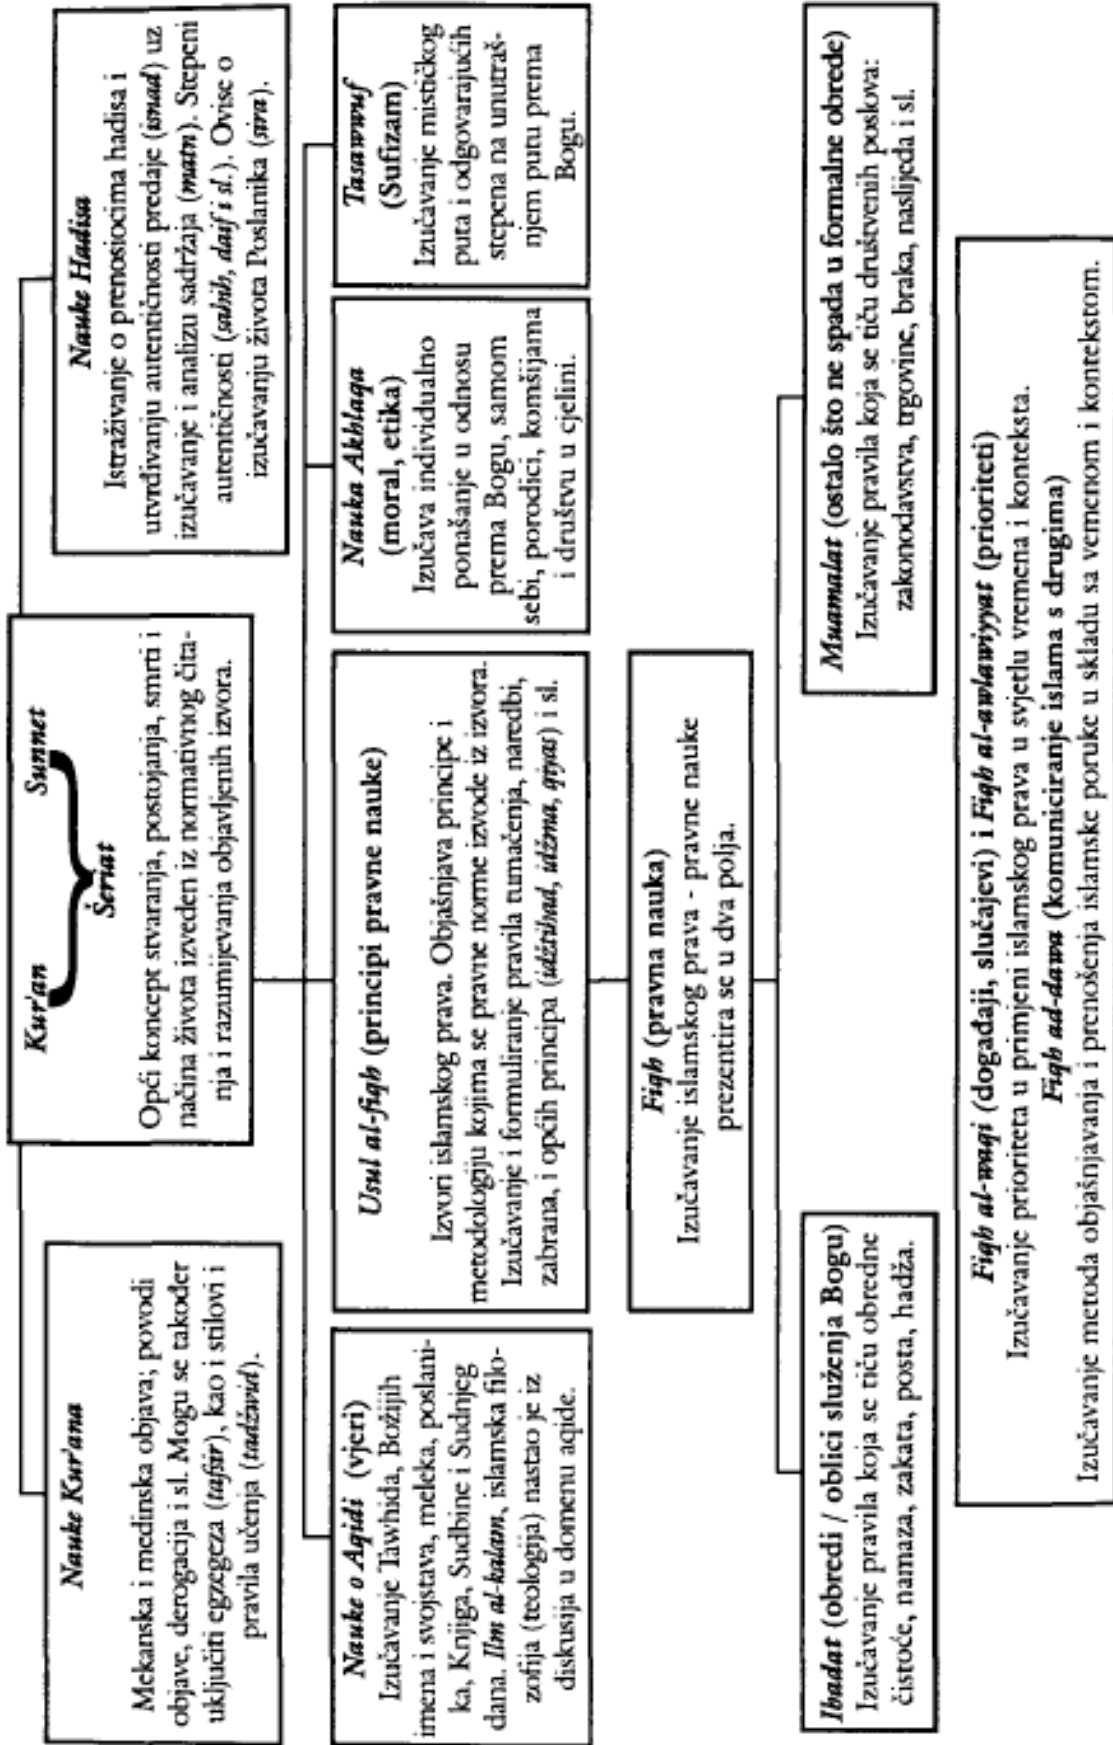 Kur'an Sunnet
Šeriat
Opći koncept stvaranja, postojanja, smrti i
načina života izveden iz normativnog čita-
nja i razumijevanja objavljenih izvora.
Nauke Kur'ana
Mekanska i medinska objava; povodi
objave, derogacija i sl. Mogu se također
uključiti egzegeza (tafsir), kao i stilovi i
pravila učenja (tadžwid).
Nauke Hadisa
Istraživanje o prenosiocima hadisa i
utvrđivanju autentičnosti predaje (isnad) uz
izučavanje i analizu sadržaja (matn). Stepeni
autentičnosti (sahih, daif i sl.). Ovise o
izučavanju života Poslanika (sira).
Nauke o Aqidi (vjeri)
Izučavanje Tawhida, Božijih
imena i svojstava, meleka, poslani-
ka, Knjiga, Sudbine i Sudnjeg
dana. Ilm al-kalam, islamska filo-
zofija (teologija) nastao je iz
diskusija u domenu aqide.
Usul al-fiqh (principi pravne nauke)
Izvori islamskog prava. Objašnjava principe i
metodologiju kojima se pravne norme izvode iz izvora.
Izučavanje i formuliranje pravila tumačenja, naredbi,
zabrana, i općih principa (idžtihad, idžma, qiyas) i sl.
Nauka Akhlaqa
(moral, etika)
Izučava individualno
ponašanje u odnosu
prema Bogu, samom
sebi, porodici, komšijama
i društvu u cjelini.
Tasawwuf
(Sufizam)
Izučavanje mističkog
puta i odgovarajućih
stepena na unutraš-
njem putu prema
Bogu.
Fiqh (pravna nauka)
Izučavanje islamskog prava - pravne nauke
prezentira se u dva polja.
Ibadat (obredi / oblici služenja Bogu)
Izučavanje pravila koja se tiču obredne
čistoće, namaza, zakata, posta, hadža.
Muamalat (ostalo što ne spada u formalne obrede)
Izučavanje pravila koja se tiču društvenih poslova:
zakonodavstva, trgovine, braka, naslijeđa i sl.
Fiqh al-waqi (događaji, slučajevi) i Fiqh al-awlawiyyat (prioriteti)
Izučavanje prioriteta u primjeni islamskog prava u svjetlu vremena i konteksta.
Fiqh ad-dawa (komuniciranje islama s drugima)
Izučavanje metoda objašnjavanja i prenošenja islamske poruke u skladu sa vemenom i kontekstom.